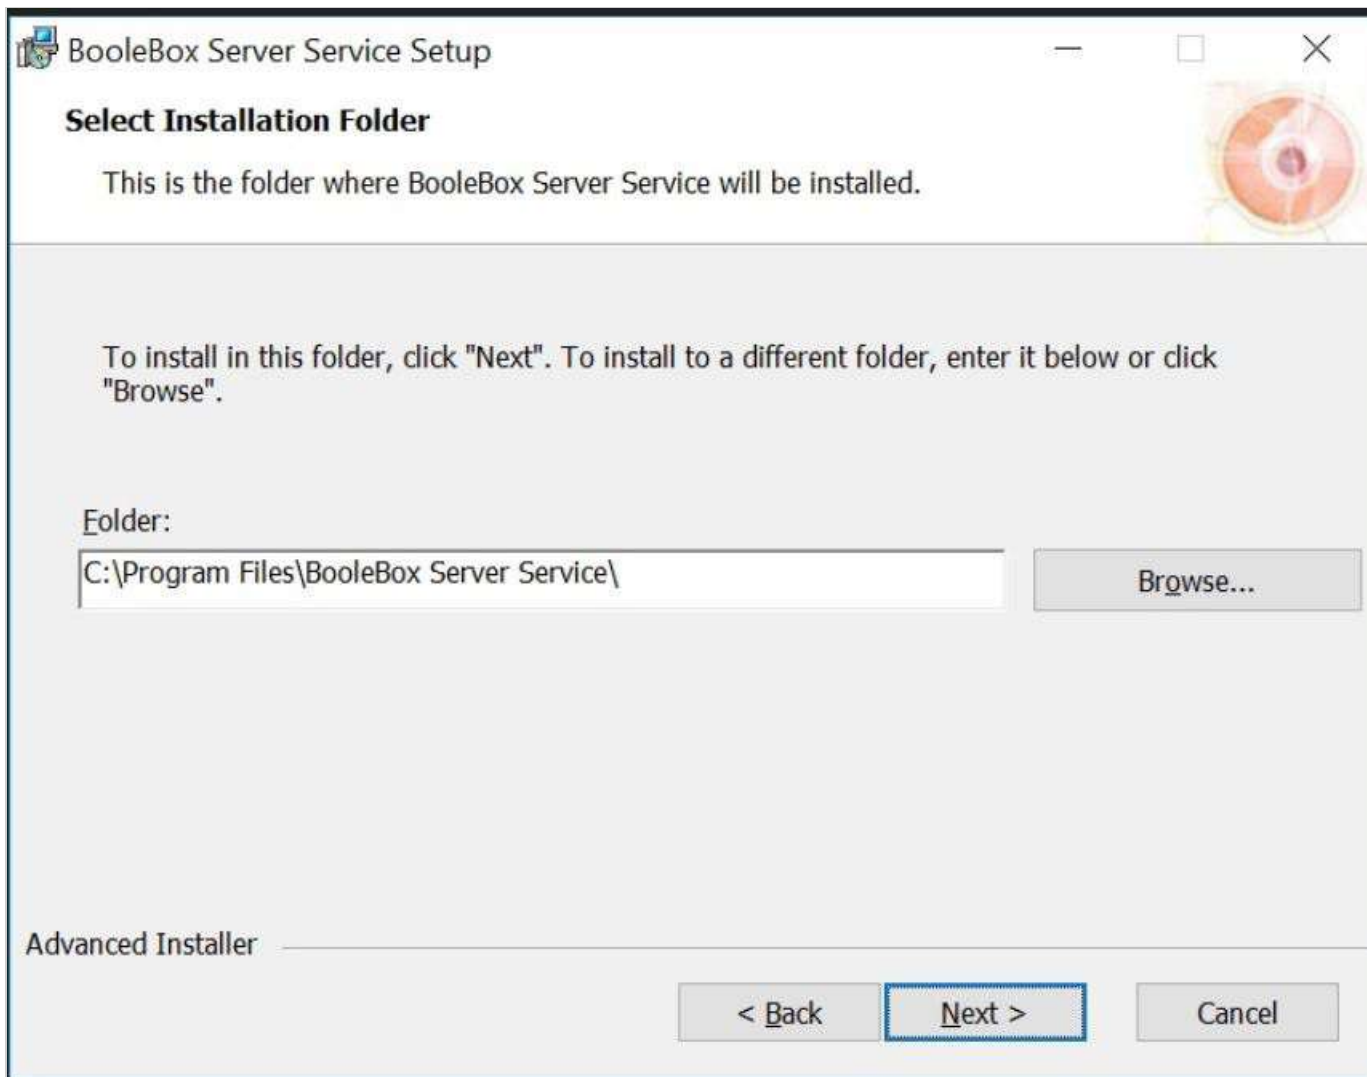 BooleBox Server Service Setup
Select Installation Folder
This is the folder where BooleBox Server Service will be installed.
To install in this folder, click "Next". To install to a different folder, enter it below or click
"Browse".
Folder:
C:\Program Files\BooleBox Server Service\
Browse...
Advanced Installer
< Back
Next >
Cancel